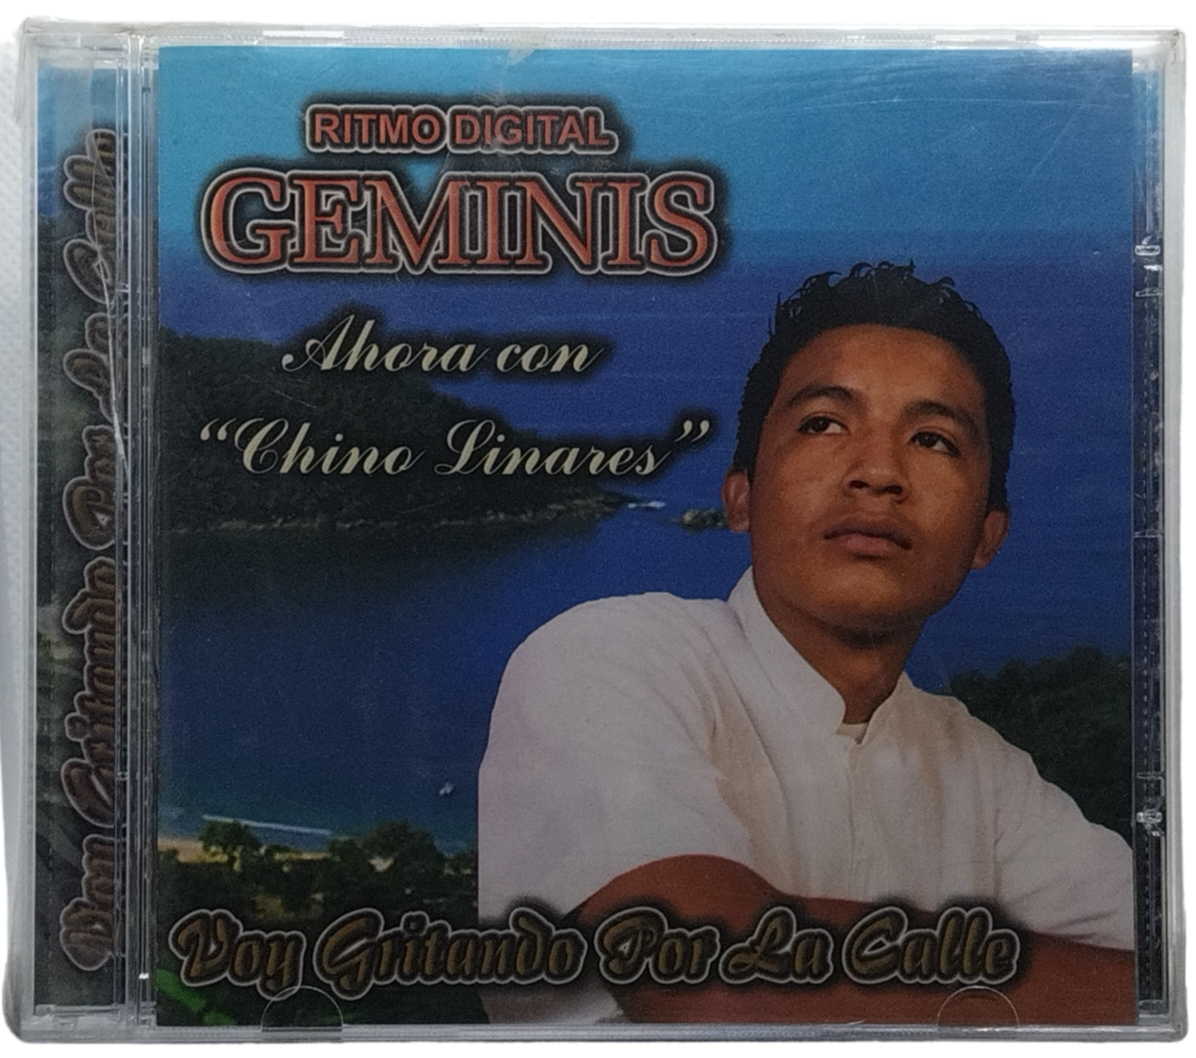 RITMO DIGITAL
GEMINIS
Ahora con
"Chino Linares"
Voy Gritando Por La Calle
Voy Gritando Por La Calle